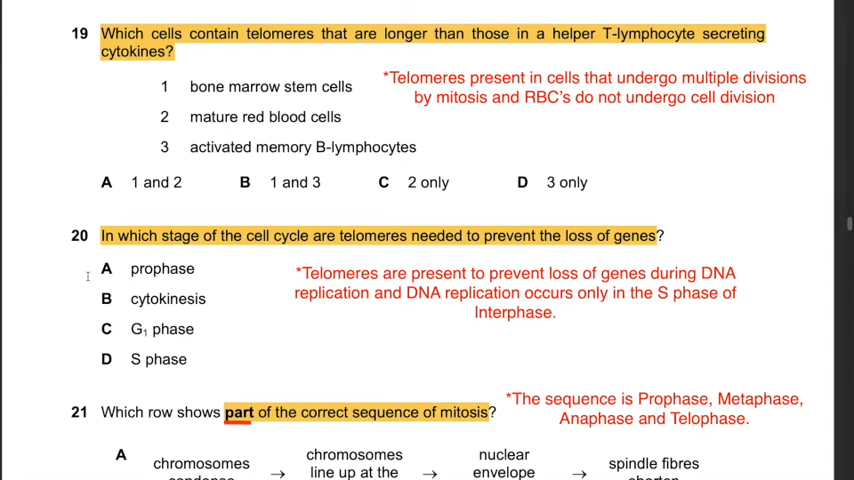 19 Which cells contain telomeres that are longer than those in a helper T-lymphocyte secreting
cytokines?
*Telomeres present in cells that undergo multiple divisions
by mitosis and RBC's do not undergo cell division
1 bone marrow stem cells
2 mature red blood cells
3 activated memory B-lymphocytes
A 1 and 2 B 1 and 3 C 2 only D 3 only
20 In which stage of the cell cycle are telomeres needed to prevent the loss of genes?
*Telomeres are present to prevent loss of genes during DNA
replication and DNA replication occurs only in the S phase of
Interphase.
A prophase
B cytokinesis
C G₁ phase
D S phase
*The sequence is Prophase, Metaphase,
Anaphase and Telophase.
21 Which row shows part of the correct sequence of mitosis?
A chromosomes → chromosomes line up at the → nuclear envelope → spindle fibres